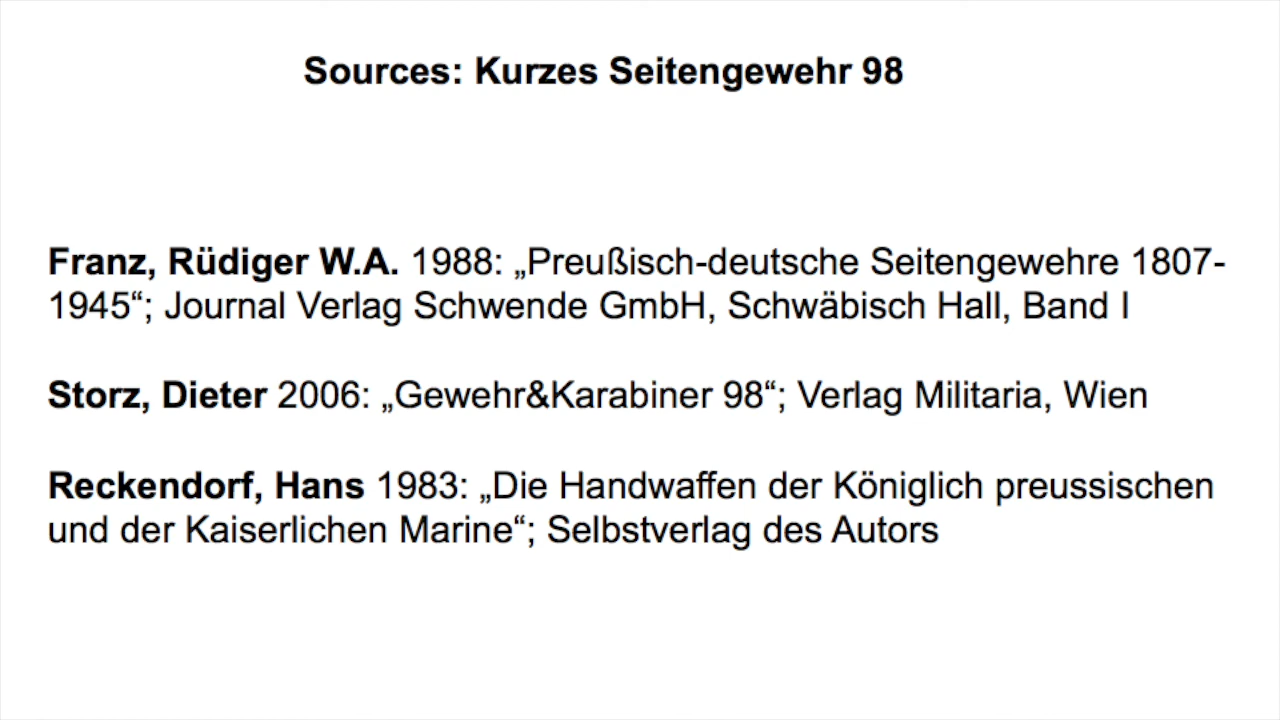 Sources: Kurzes Seitengewehr 98
Franz, Rüdiger W.A. 1988: „Preußisch-deutsche Seitengewehre 1807-
1945“; Journal Verlag Schwende GmbH, Schwäbisch Hall, Band I
Storz, Dieter 2006: „Gewehr&Karabiner 98“; Verlag Militaria, Wien
Reckendorf, Hans 1983: „Die Handwaffen der Königlich preussischen
und der Kaiserlichen Marine“; Selbstverlag des Autors